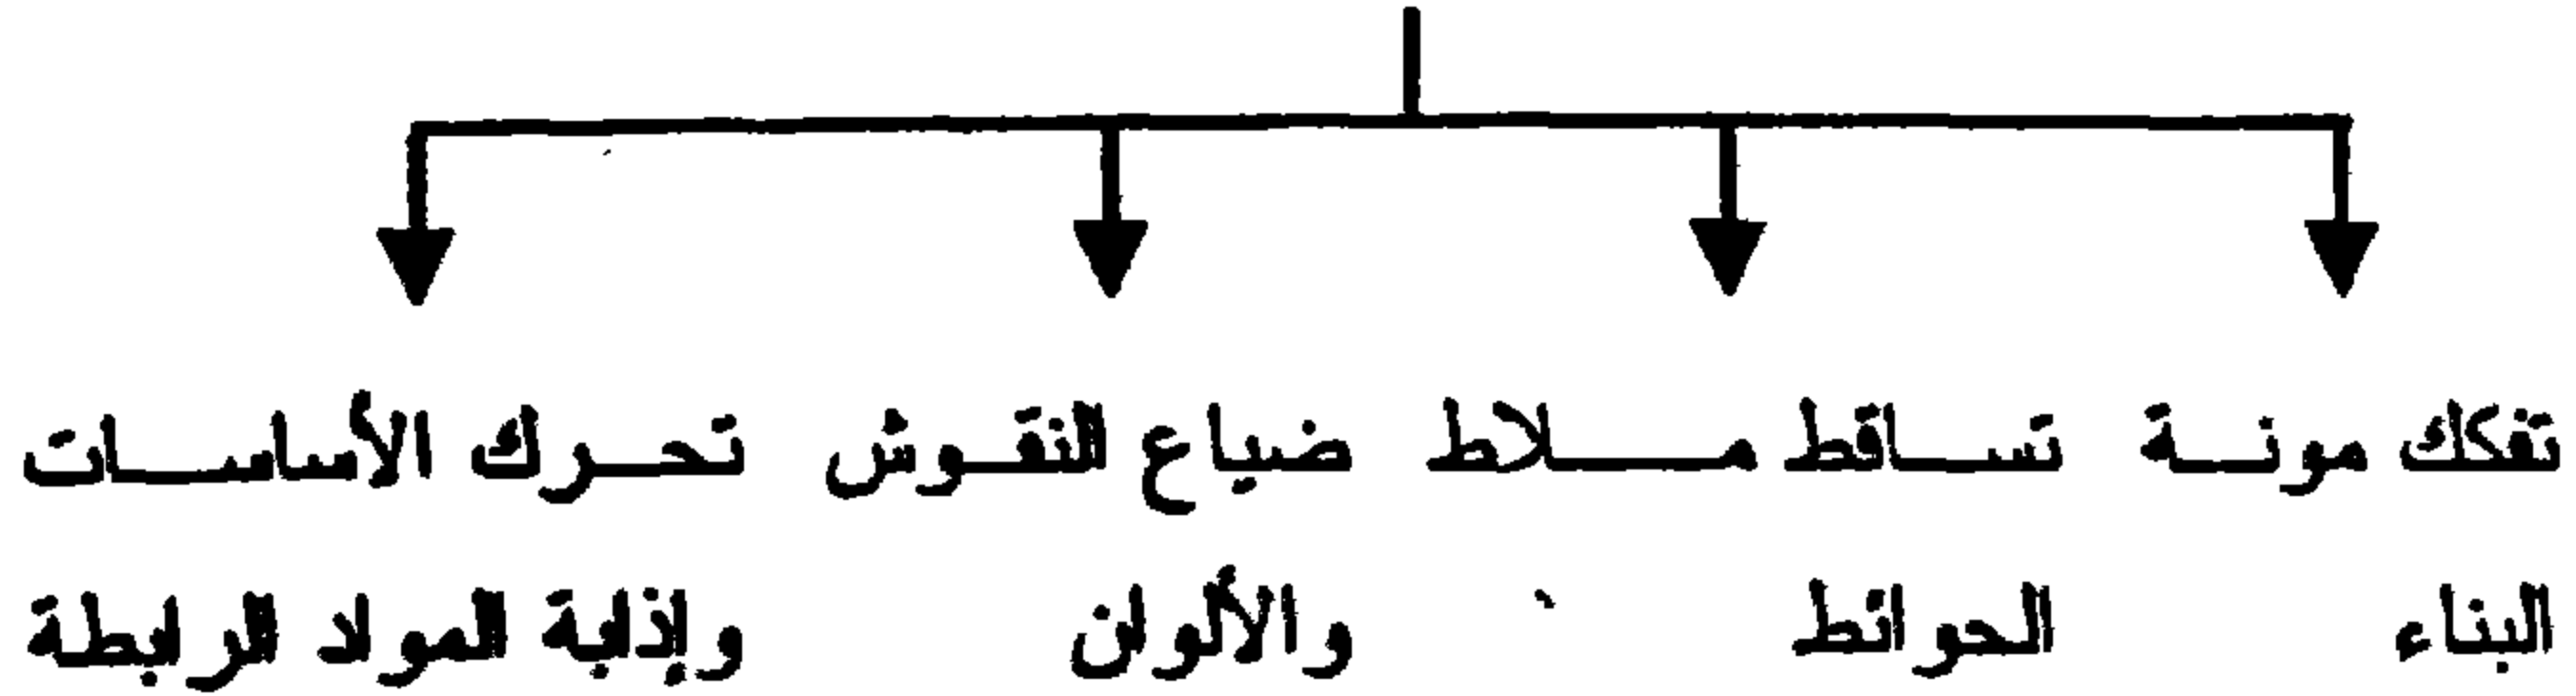 تفكك مونة تساقط ملاط ضياع النقوش تحرك الأساسات
البناء الحوائط والألوان وإذابة المواد الرابطة